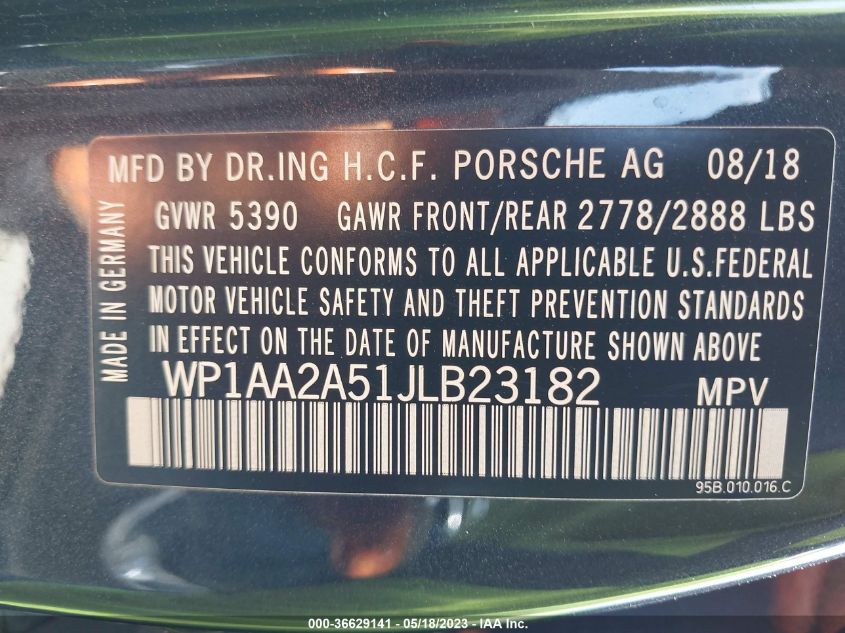 MFD BY DR.ING H.C.F. PORSCHE AG 08/18
GVWR 5390 GAWR FRONT/REAR 2778/2888 LBS
THIS VEHICLE CONFORMS TO ALL APPLICABLE U.S.FEDERAL
MOTOR VEHICLE SAFETY AND THEFT PREVENTION STANDARDS
IN EFFECT ON THE DATE OF MANUFACTURE SHOWN ABOVE
MADE IN GERMANY
WP1AA2A51JLB23182 MPV
95B.010.016.C
000-36629141 - 05/18/2023 - IAA Inc.